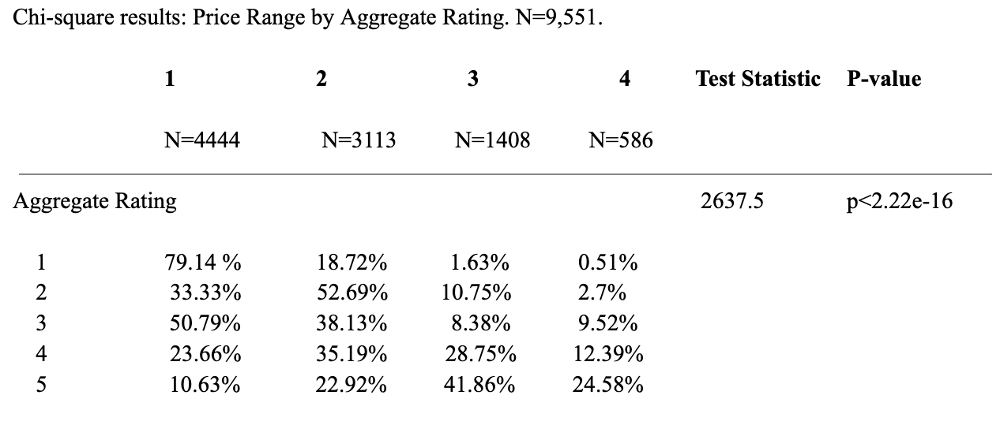 Chi-square results: Price Range by Aggregate Rating. N=9,551.
1 2 3 4 Test Statistic P-value
N=4444 N=3113 N=1408 N=586
Aggregate Rating 2637.5 p<2.22e-16
1 79.14 % 18.72% 1.63% 0.51%
2 33.33% 52.69% 10.75% 2.7%
3 50.79% 38.13% 8.38% 9.52%
4 23.66% 35.19% 28.75% 12.39%
5 10.63% 22.92% 41.86% 24.58%